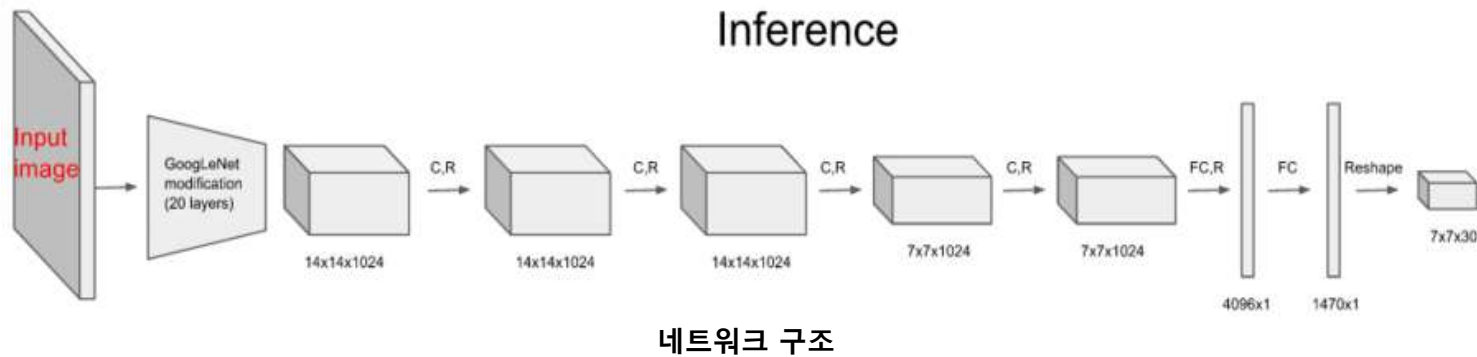 Inference
Input
image
GoogLeNet
modification
(20 layers)
14x14x1024
C,R
14x14x1024
C,R
14x14x1024
C,R
7x7x1024
C,R
7x7x1024
FC,R
4096x1
FC
1470x1
Reshape
7x7x30
네트워크 구조